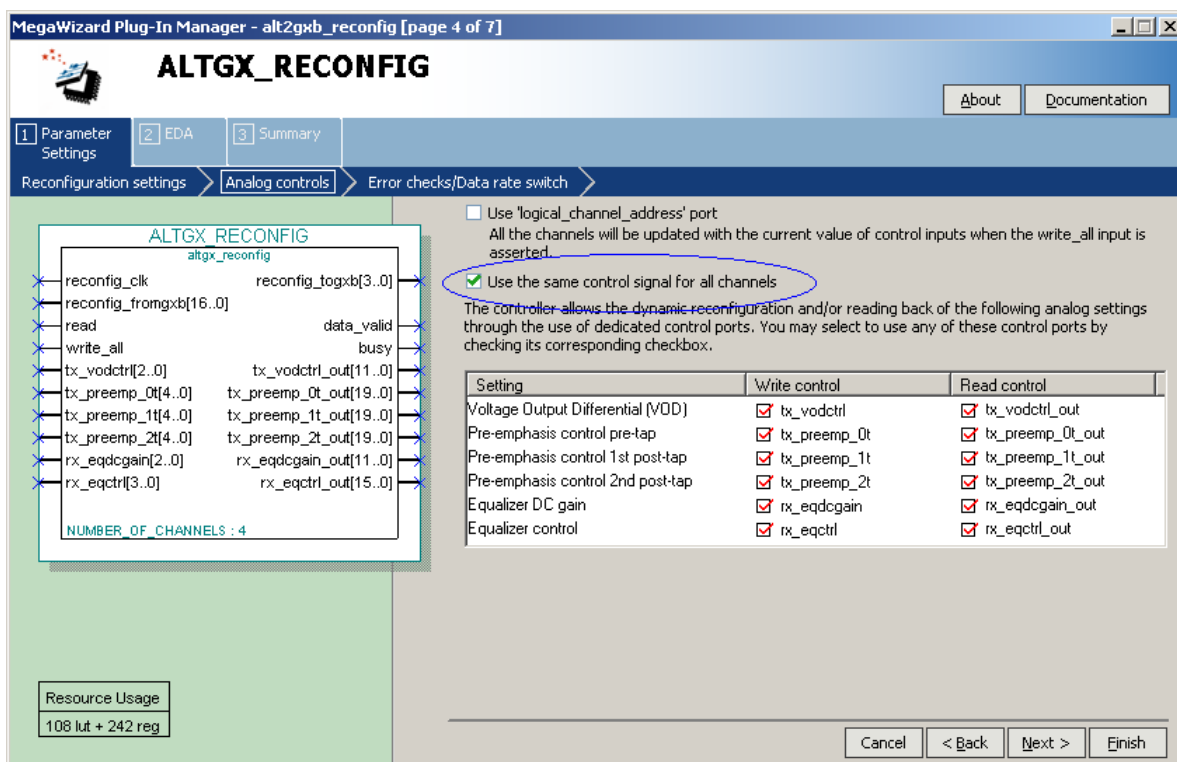 MegaWizard Plug-In Manager - alt2gxb_reconfig [page 4 of 7]
ALTGX_RECONFIG
About
Documentation
1 Parameter Settings
2 EDA
3 Summary
Reconfiguration settings
Analog controls
Error checks/Data rate switch
ALTGX_RECONFIG
altgx_reconfig
reconfig_clk reconfig_togxb[3..0]
reconfig_fromgxb[16..0]
read data_valid
write_all busy
tx_vodctrl[2..0] tx_vodctrl_out[11..0]
tx_preemp_0t[4..0] tx_preemp_0t_out[19..0]
tx_preemp_1t[4..0] tx_preemp_1t_out[19..0]
tx_preemp_2t[4..0] tx_preemp_2t_out[19..0]
rx_eqdcgain[2..0] rx_eqdcgain_out[11..0]
rx_eqctrl[3..0] rx_eqctrl_out[15..0]
NUMBER_OF_CHANNELS : 4
Resource Usage
108 lut + 242 reg
Use 'logical_channel_address' port
All the channels will be updated with the current value of control inputs when the write_all input is
asserted.
Use the same control signal for all channels
The controller allows the dynamic reconfiguration and/or reading back of the following analog settings
through the use of dedicated control ports. You may select to use any of these control ports by
checking its corresponding checkbox.
Setting Write control Read control
Voltage Output Differential (VOD) tx_vodctrl tx_vodctrl_out
Pre-emphasis control pre-tap tx_preemp_0t tx_preemp_0t_out
Pre-emphasis control 1st post-tap tx_preemp_1t tx_preemp_1t_out
Pre-emphasis control 2nd post-tap tx_preemp_2t tx_preemp_2t_out
Equalizer DC gain rx_eqdcgain rx_eqdcgain_out
Equalizer control rx_eqctrl rx_eqctrl_out
Cancel
< Back
Next >
Finish